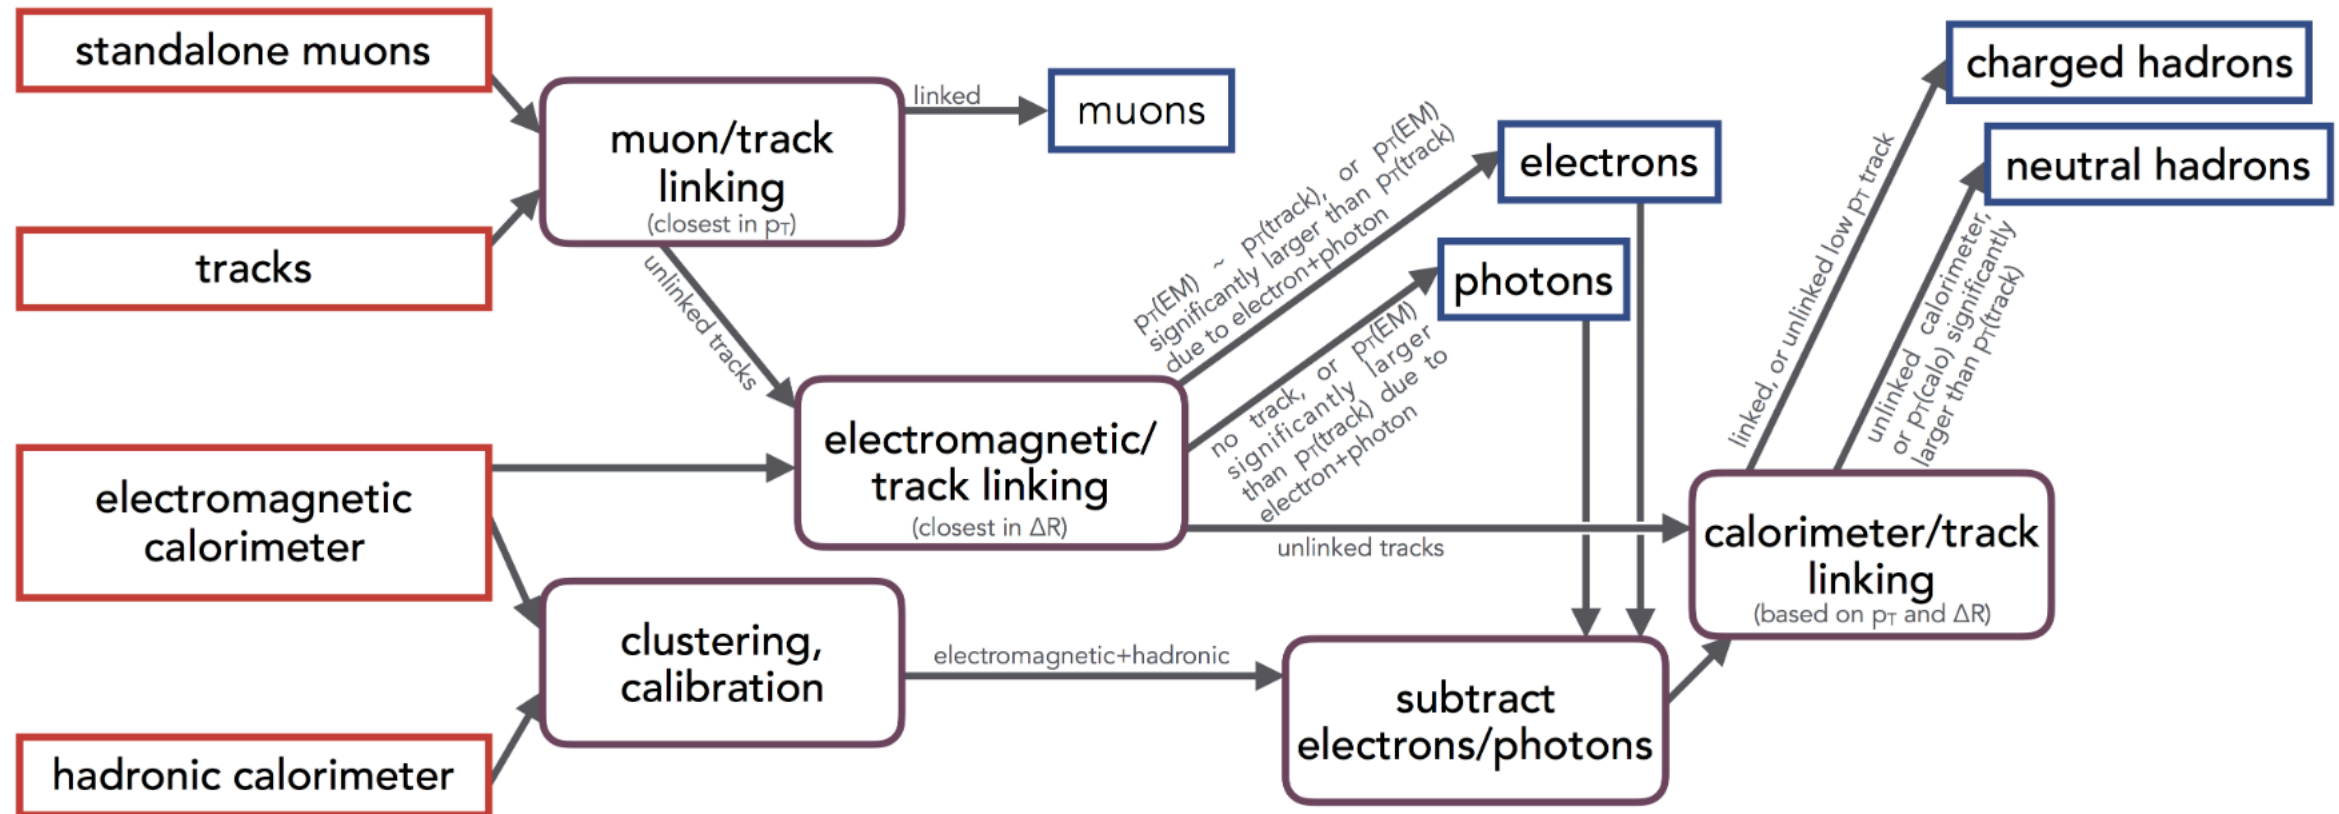 standalone muons
tracks
electromagnetic
calorimeter
hadronic calorimeter
muon/track
linking
(closest in pT)
linked
muons
unlinked tracks
electromagnetic/
track linking
(closest in ΔR)
clustering,
calibration
electromagnetic+hadronic
pT(EM) ~ pT(track), or pT(EM)
significantly larger than pT(track)
due to electron+photon
electrons
no track, or pT(EM)
significantly larger
than pT(track) due to
electron+photon
photons
unlinked tracks
subtract
electrons/photons
calorimeter/track
linking
(based on pT and ΔR)
linked, or unlinked low pT track
charged hadrons
unlinked calorimeter,
or pT(calo) significantly
larger than pT(track)
neutral hadrons